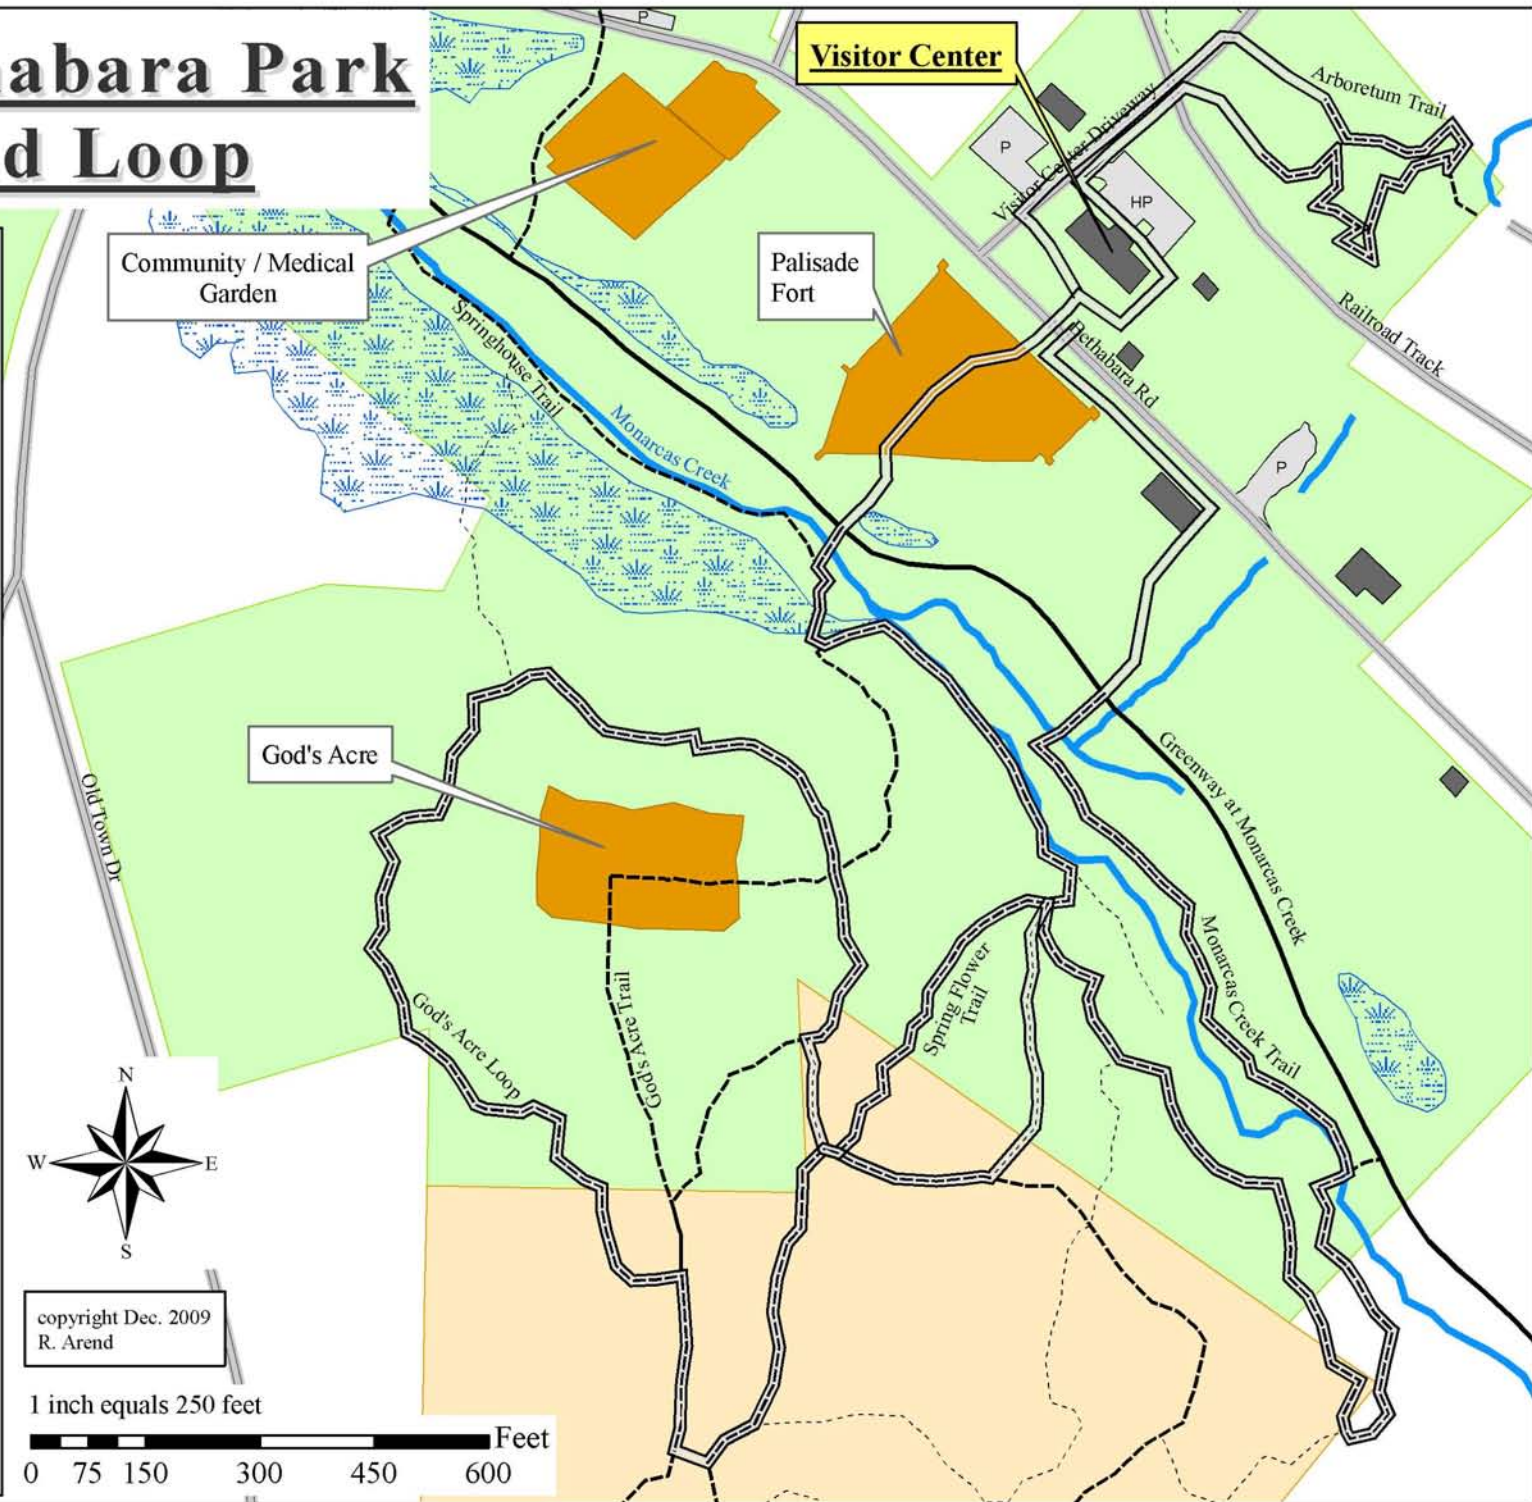 abara Park
d Loop
P
Visitor Center
Arboretum Trail
P
Visitor Center Driveway
HP
Community / Medical
Garden
Palisade
Fort
Springhouse Trail
Monarcas Creek
Bethabara Rd
Railroad Track
P
God's Acre
Old Town Dr
Greenway at Monarcas Creek
Spring Flower
Trail
Monarcas Creek Trail
God's Acre Loop
God's Acre Trail
N
W
E
S
copyright Dec. 2009
R. Arend
1 inch equals 250 feet
Feet
0 75 150 300 450 600